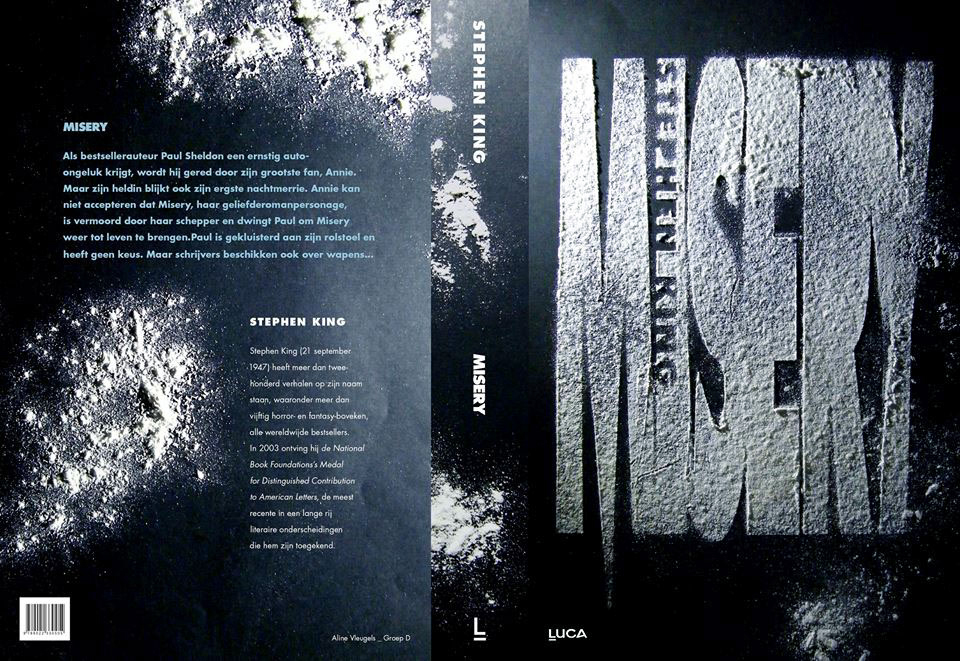 MISERY
Als bestsellerauteur Paul Sheldon een ernstig auto-
ongeluk krijgt, wordt hij gered door zijn grootste fan, Annie.
Maar zijn heldin blijkt ook zijn ergste nachtmerrie. Annie kan
niet accepteren dat Misery, haar geliefderomanpersonage,
is vermoord door haar schepper en dwingt Paul om Misery
weer tot leven te brengen.Paul is gekluisterd aan zijn rolstoel en
heeft geen keus. Maar schrijvers beschikken ook over wapens...
STEPHEN KING
Stephen King (21 september
1947) heeft meer dan twee-
honderd verhalen op zijn naam
staan, waaronder meer dan
vijftig horror- en fantasy-boeken,
alle wereldwijde bestsellers.
In 2003 ontving hij de National
Book Foundations's Medal
for Distinguished Contribution
to American Letters, de meest
recente in een lange rij
literaire onderscheidingen
die hem zijn toegekend.
Aline Vleugels _ Groep D
STEPHEN KING
MISERY
L
MISERY
STEPHEN KING
LUCA